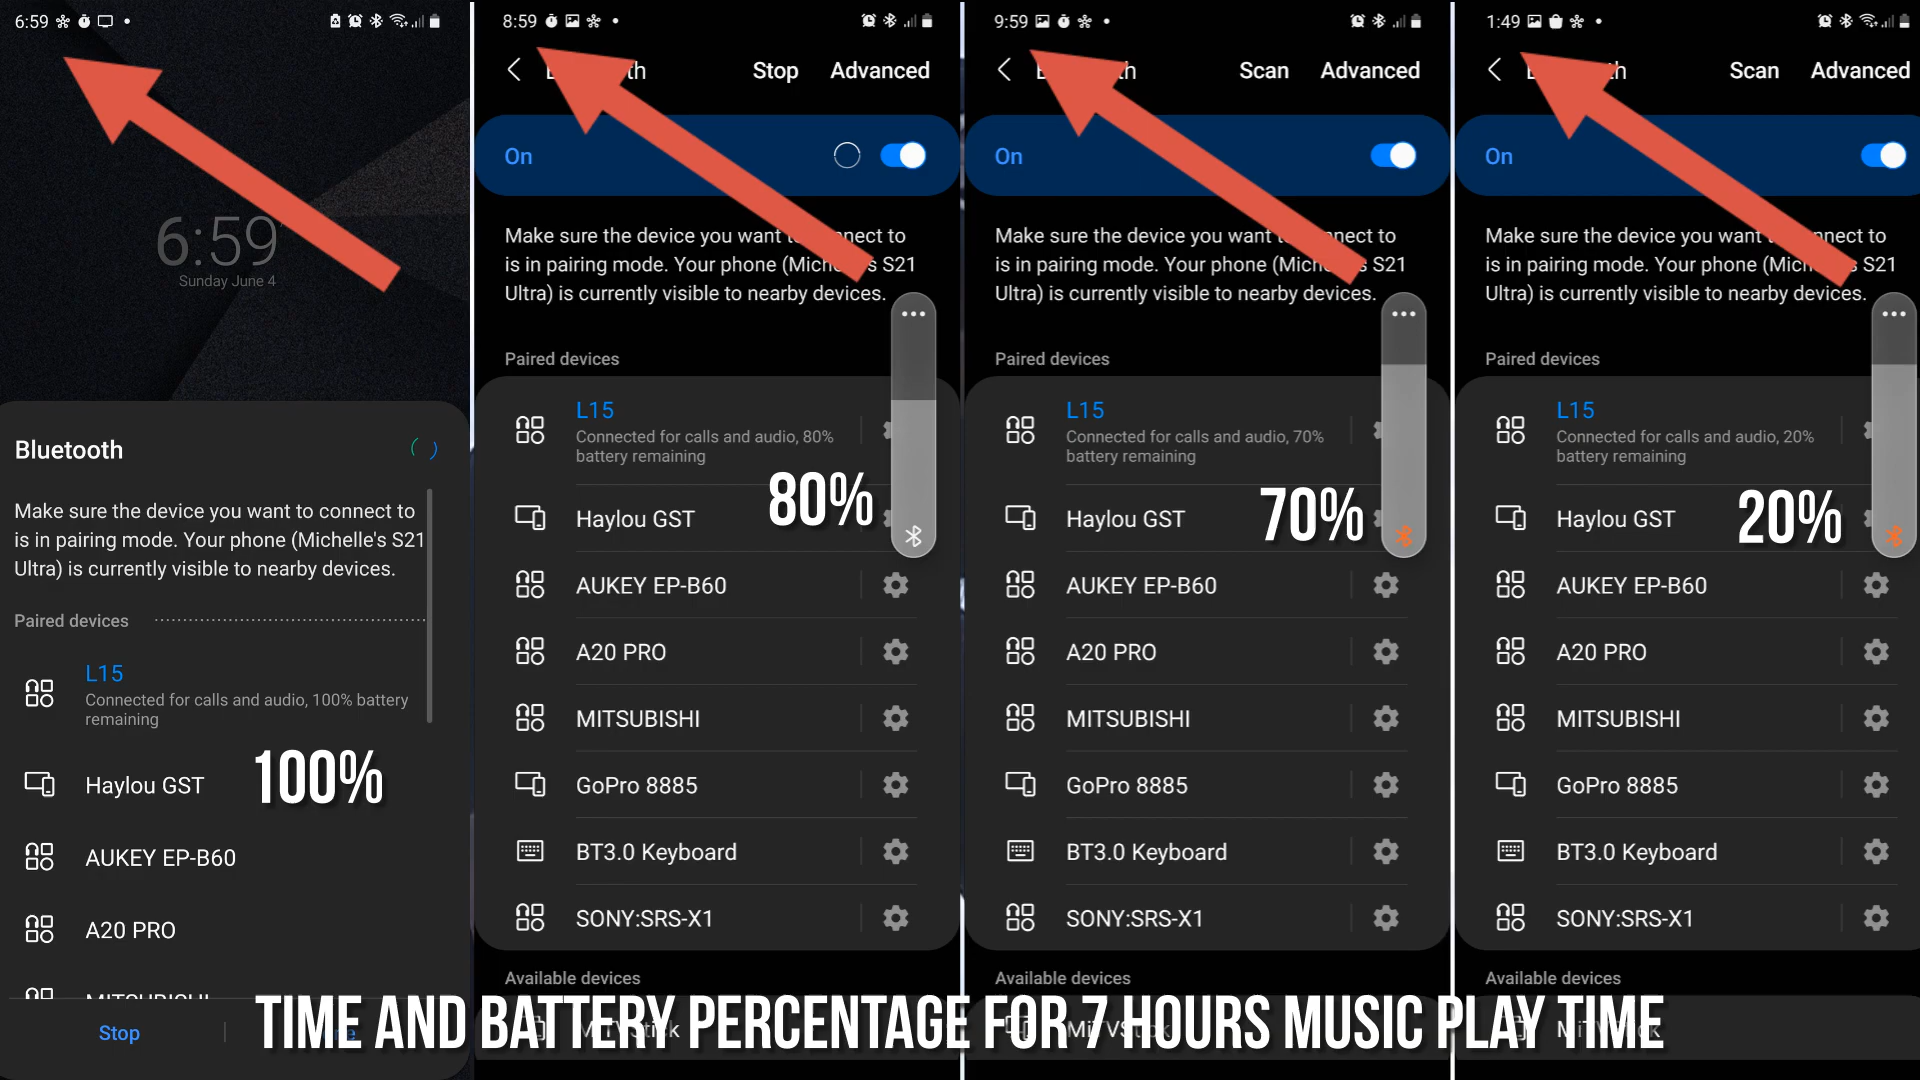 6:59
6:59
Sunday June 4
Bluetooth
Make sure the device you want to connect to
is in pairing mode. Your phone (Michelle's S21
Ultra) is currently visible to nearby devices.
Paired devices
L15
Connected for calls and audio, 100% battery
remaining
100%
Haylou GST
AUKEY EP-B60
A20 PRO
MITSUBISHI
Stop
8:59
Stop Advanced
On
Make sure the device you want connect to
is in pairing mode. Your phone S21
Ultra) is currently visible to nearby devices.
Paired devices
L15
Connected for calls and audio, 80%
battery remaining
80%
Haylou GST
AUKEY EP-B60
A20 PRO
MITSUBISHI
GoPro 8885
BT3.0 Keyboard
SONY:SRS-X1
Available devices
MiTVStick
9:59
Scan Advanced
On
Make sure the device you want connect to
is in pairing mode. Your phone S21
Ultra) is currently visible to nearby devices.
Paired devices
L15
Connected for calls and audio, 70%
battery remaining
70%
Haylou GST
AUKEY EP-B60
A20 PRO
MITSUBISHI
GoPro 8885
BT3.0 Keyboard
SONY:SRS-X1
Available devices
MiTVStick
1:49
Scan Advanced
On
Make sure the device you want connect to
is in pairing mode. Your phone S21
Ultra) is currently visible to nearby devices.
Paired devices
L15
Connected for calls and audio, 20%
battery remaining
20%
Haylou GST
AUKEY EP-B60
A20 PRO
MITSUBISHI
GoPro 8885
BT3.0 Keyboard
SONY:SRS-X1
Available devices
MiTVStick
TIME AND BATTERY PERCENTAGE FOR 7 HOURS MUSIC PLAY TIME